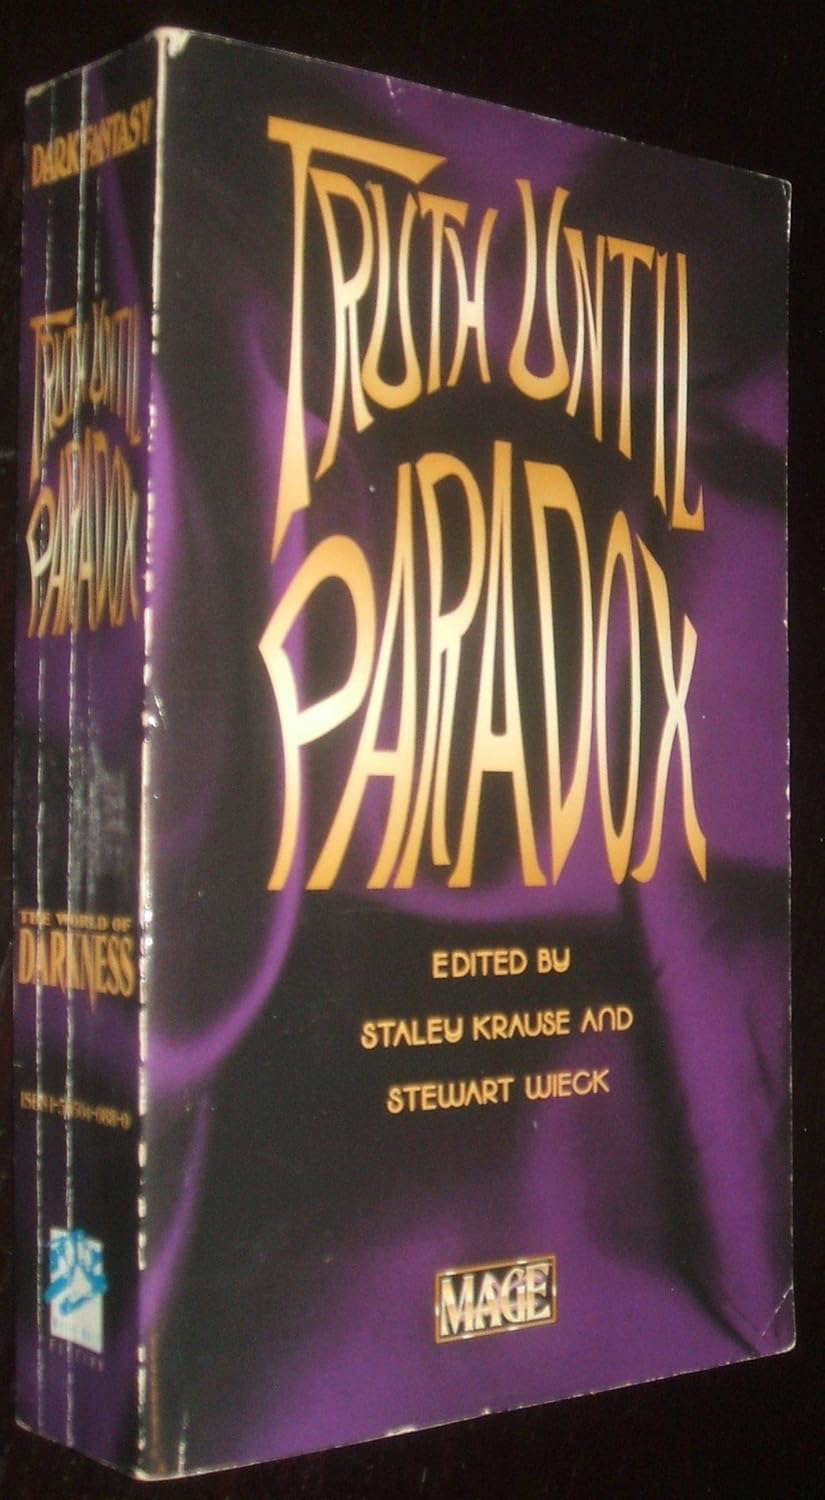 DARK FANTASY
TRUTH UNTIL
PARADOX
THE WORLD OF
DARKNESS
TRUTH UNTIL
PARADOX
EDITED BY
STALEY KRAUSE AND
STEWART WIECK
MAGE